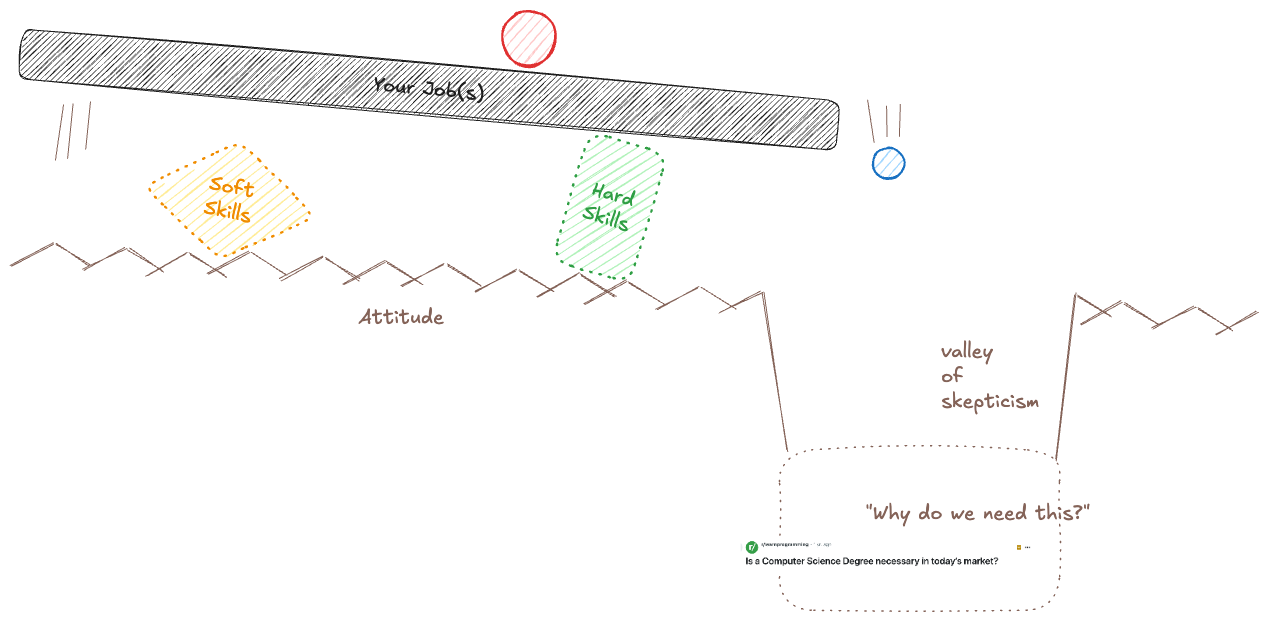 Your Job(s)
Soft
Skills
Hard
Skills
Attitude
valley
of
skepticism
"Why do we need this?"
r/
r/learnprogramming
Is a Computer Science Degree necessary in today's market?